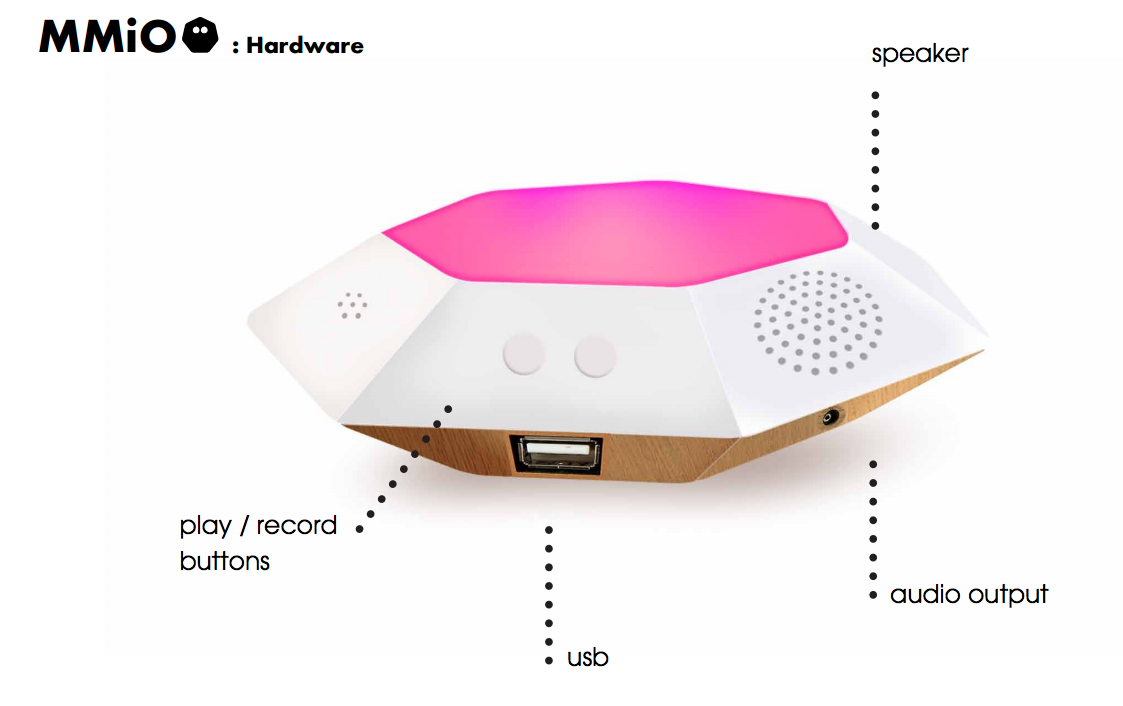 MMiO : Hardware
speaker
play / record
buttons
audio output
usb